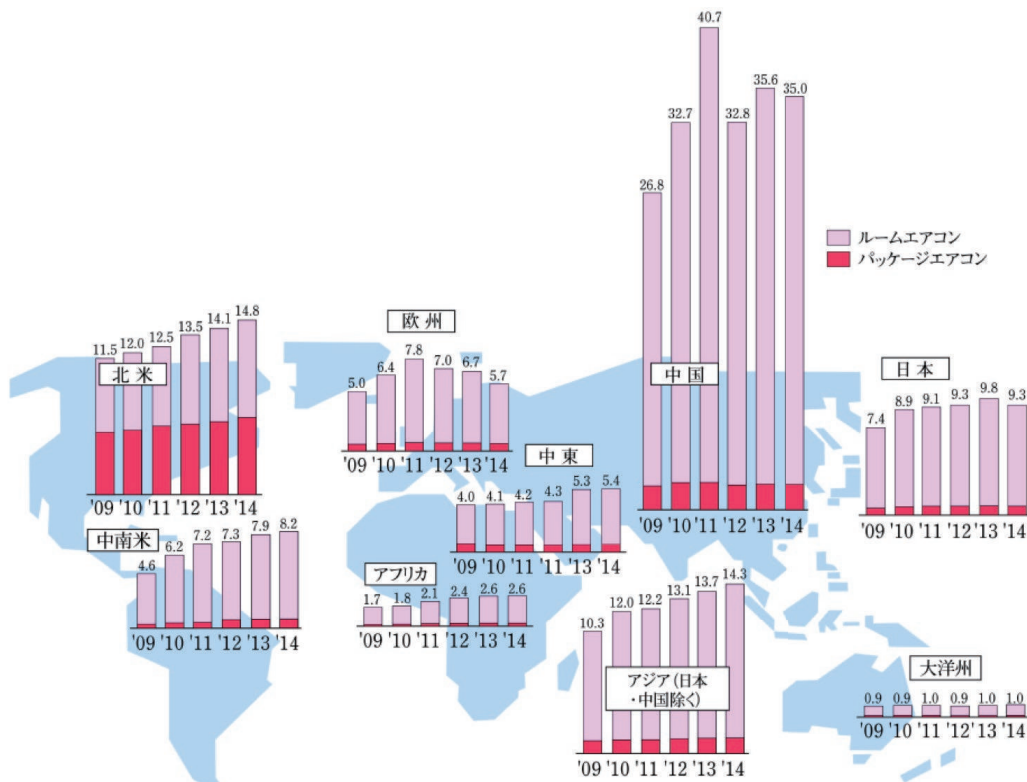 ルームエアコン
パッケージエアコン
北米
11.5 12.0 12.5 13.5 14.1 14.8
'09 '10 '11 '12 '13 '14
欧州
5.0 6.4 7.8 7.0 6.7 5.7
'09 '10 '11 '12 '13 '14
中国
26.8 32.7 40.7 32.8 35.6 35.0
'09 '10 '11 '12 '13 '14
日本
7.4 8.9 9.1 9.3 9.8 9.3
'09 '10 '11 '12 '13 '14
中東
4.0 4.1 4.2 4.3 5.3 5.4
'09 '10 '11 '11 '13 '14
中南米
4.6 6.2 7.2 7.3 7.9 8.2
'09 '10 '11 '12 '13 '14
アフリカ
1.7 1.8 2.1 2.4 2.6 2.6
'09 '10 '11 '12 '13 '14
アジア(日本
・中国除く)
10.3 12.0 12.2 13.1 13.7 14.3
'09 '10 '11 '12 '13 '14
大洋州
0.9 0.9 1.0 0.9 1.0 1.0
'09 '10 '11 '12 '13 '14